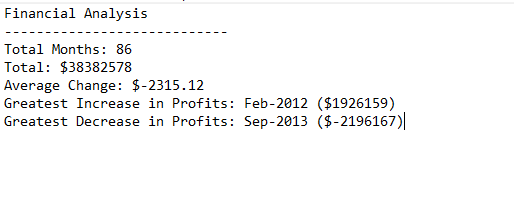 Financial Analysis
----------------------------
Total Months: 86
Total: $38382578
Average Change: $-2315.12
Greatest Increase in Profits: Feb-2012 ($1926159)
Greatest Decrease in Profits: Sep-2013 ($-2196167)